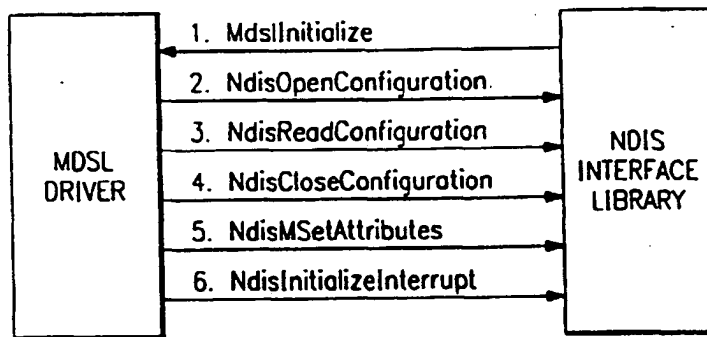 1. MdslInitialize
2. NdisOpenConfiguration
3. NdisReadConfiguration
4. NdisCloseConfiguration
5. NdisMSetAttributes
6. NdisInitializeInterrupt
MDSL
DRIVER
NDIS
INTERFACE
LIBRARY